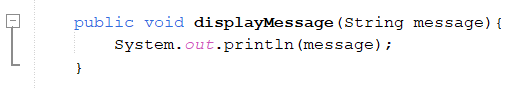 public void displayMessage(String message){
System.out.println(message);
}